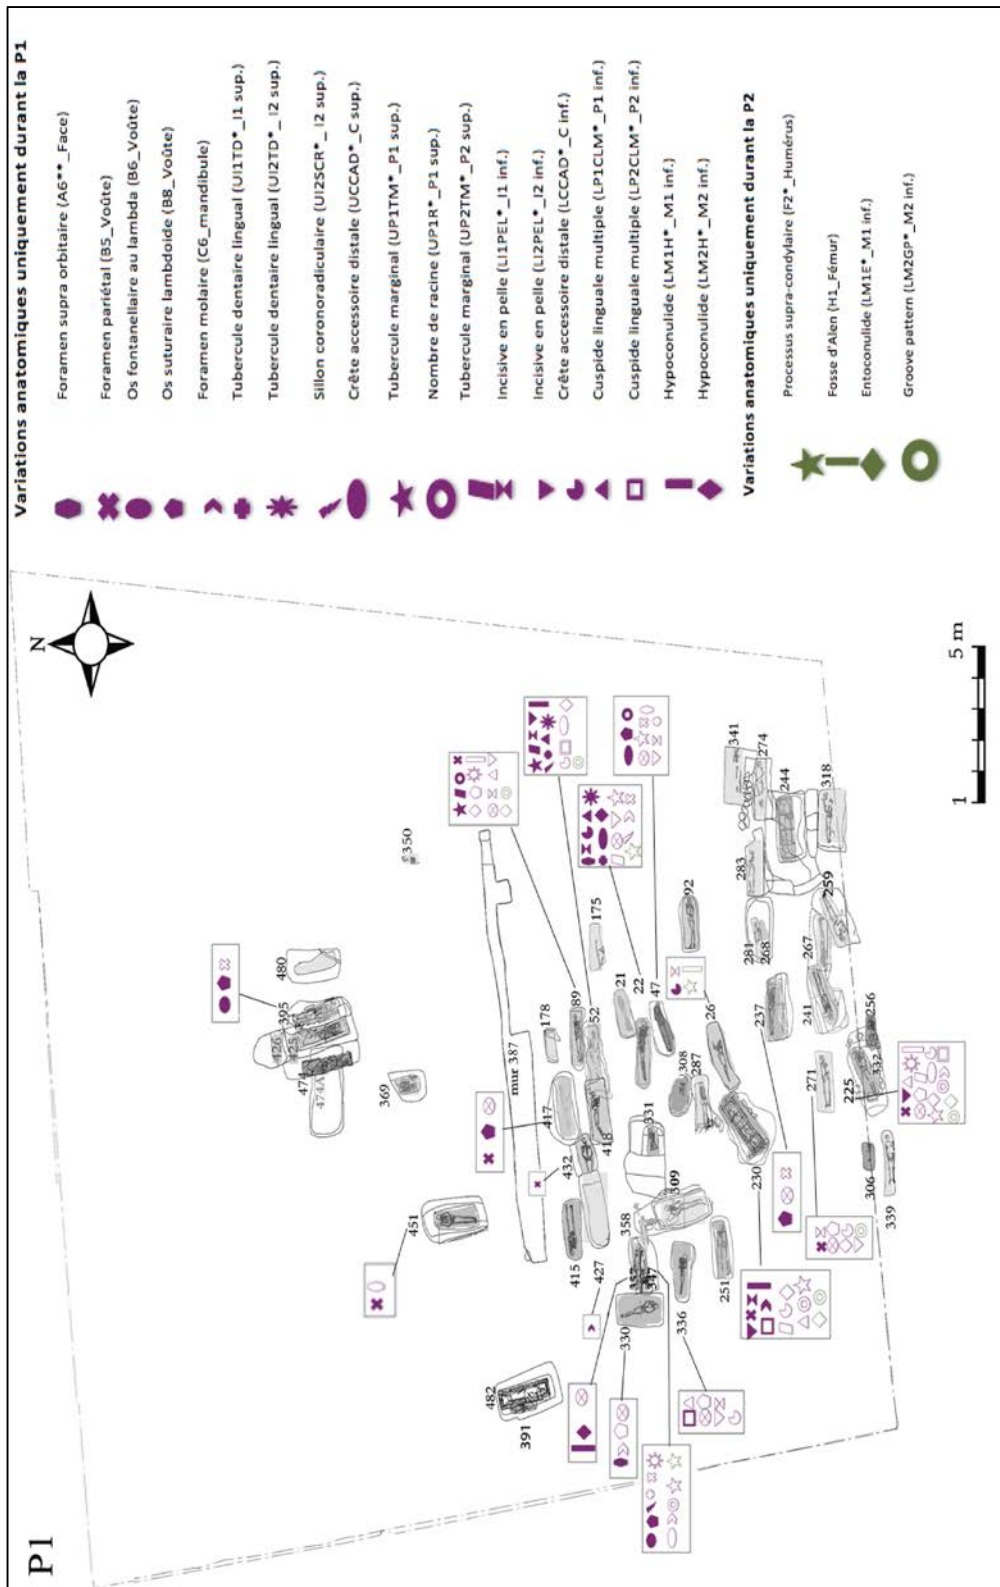 P1
N
Variations anatomiques uniquement durant la P1
Foramen supra orbitaire (A6**_Face)
Foramen pariétal (B5_Voûte)
Os fontanellaire au lambda (B6_Voûte)
Os suturaire lambdoide (B8_Voûte)
Foramen molaire (C6_mandibule)
Tubercule dentaire lingual (UI1TD*_I1 sup.)
Tubercule dentaire lingual (UI2TD*_I2 sup.)
Sillon coronoradiculaire (UI2SCR*_I2 sup.)
Crête accessoire distale (UCCAD*_C sup.)
Tubercule marginal (UP1TM*_P1 sup.)
Nombre de racine (UP1R*_P1 sup.)
Tubercule marginal (UP2TM*_P2 sup.)
Incisive en pelle (LI1PEL*_I1 inf.)
Incisive en pelle (LI2PEL*_I2 inf.)
Crête accessoire distale (LCCAD*_C inf.)
Cuspide linguale multiple (LP1CLM*_P1 inf.)
Cuspide linguale multiple (LP2CLM*_P2 inf.)
Hypoconulide (LM1H*_M1 inf.)
Hypoconulide (LM2H*_M2 inf.)
Variations anatomiques uniquement durant la P2
Processus supra-condylaire (F2*_Humérus)
Fosse d'Alen (H1_Fémur)
Entoconulide (LM1E*_M1 inf.)
Groove pattern (LM2GP*_M2 inf.)
480
395
426
425
474
474A
369
350
451
482
391
mur 387
178
89
52
175
417
418
432
415
427
21
22
47
92
26
308
287
331
309
358
357
347
330
336
251
230
341
274
244
318
283
281
268
259
267
237
241
271
256
332
225
306
339
1
5 m